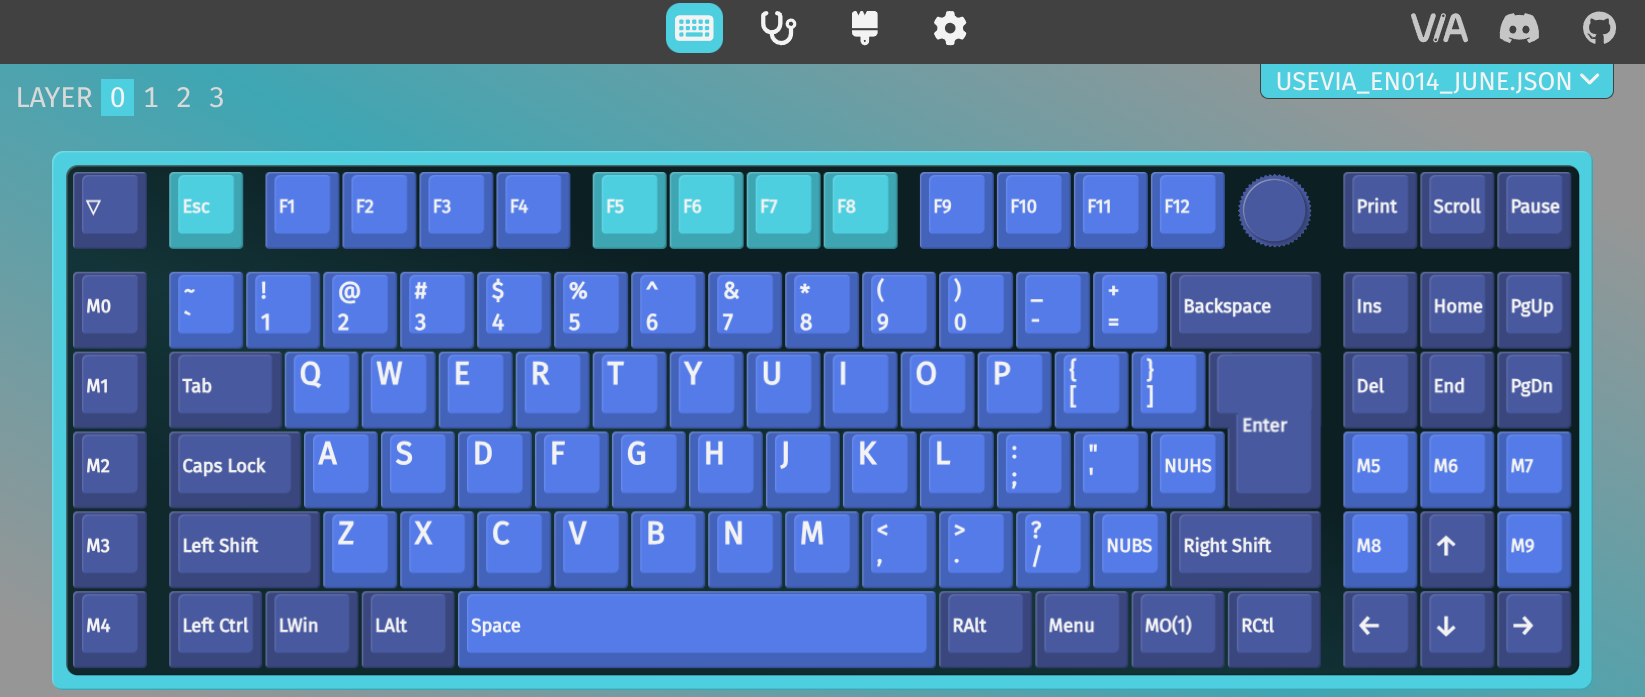 VIA
USEVIA_EN014_JUNE.JSON
LAYER 0 1 2 3
▽ Esc F1 F2 F3 F4 F5 F6 F7 F8 F9 F10 F11 F12 Print Scroll Pause
~ ! @ # $ % ^ & * ( ) _ +
M0 ` 1 2 3 4 5 6 7 8 9 0 - = Backspace Ins Home PgUp
M1 Tab Q W E R T Y U I O P { }
[ ] Del End PgDn
Enter
M2 Caps Lock A S D F G H J K L : "
; ' NUHS M5 M6 M7
M3 Left Shift Z X C V B N M < > ?
, . / NUBS Right Shift M8 ↑ M9
M4 Left Ctrl LWin LAlt Space RAlt Menu MO(1) RCtl ← ↓ →